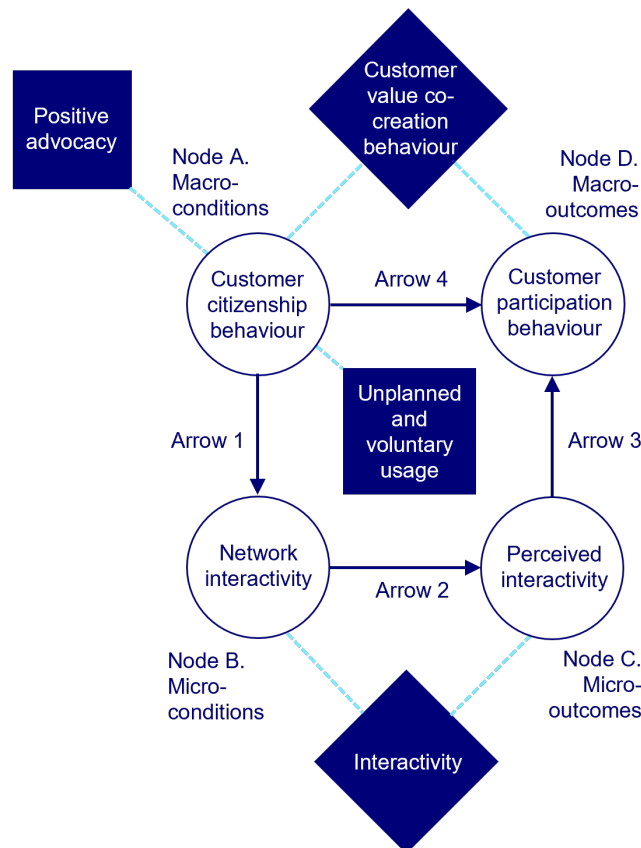 Customer
value co-
creation
behaviour
Positive
advocacy
Node A.
Macro-
conditions
Node D.
Macro-
outcomes
Customer
citizenship
behaviour
Arrow 4
Customer
participation
behaviour
Unplanned
and
voluntary
usage
Arrow 1
Arrow 3
Network
interactivity
Arrow 2
Perceived
interactivity
Node B.
Micro-
conditions
Node C.
Micro-
outcomes
Interactivity